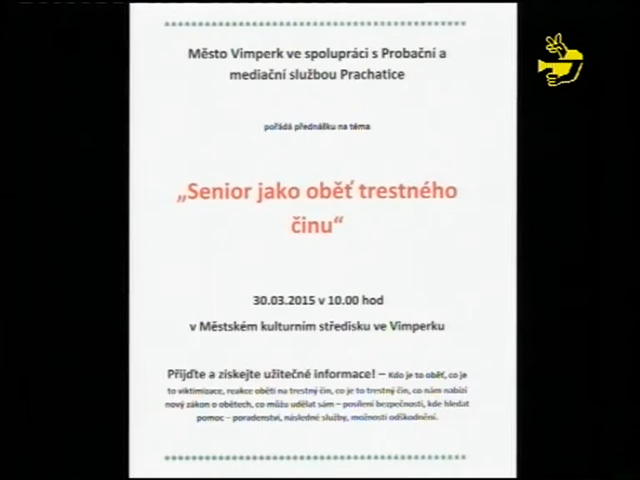 Město Vimperk ve spolupráci s Probační a
mediační službou Prachatice
pořádá přednášku na téma
„Senior jako oběť trestného
činu“
30.03.2015 v 10.00 hod
v Městském kulturním středisku ve Vimperku
Přijďte a získejte užitečné informace! – Kdo je to oběť, co je
to viktimizace, reakce obětí na trestný čin, co je to trestný čin, co nám nabízí
nový zákon o obětech, co můžu udělat sám – posílení bezpečnosti, kde hledat
pomoc – poradenství, následné služby, možnosti odškodnění.